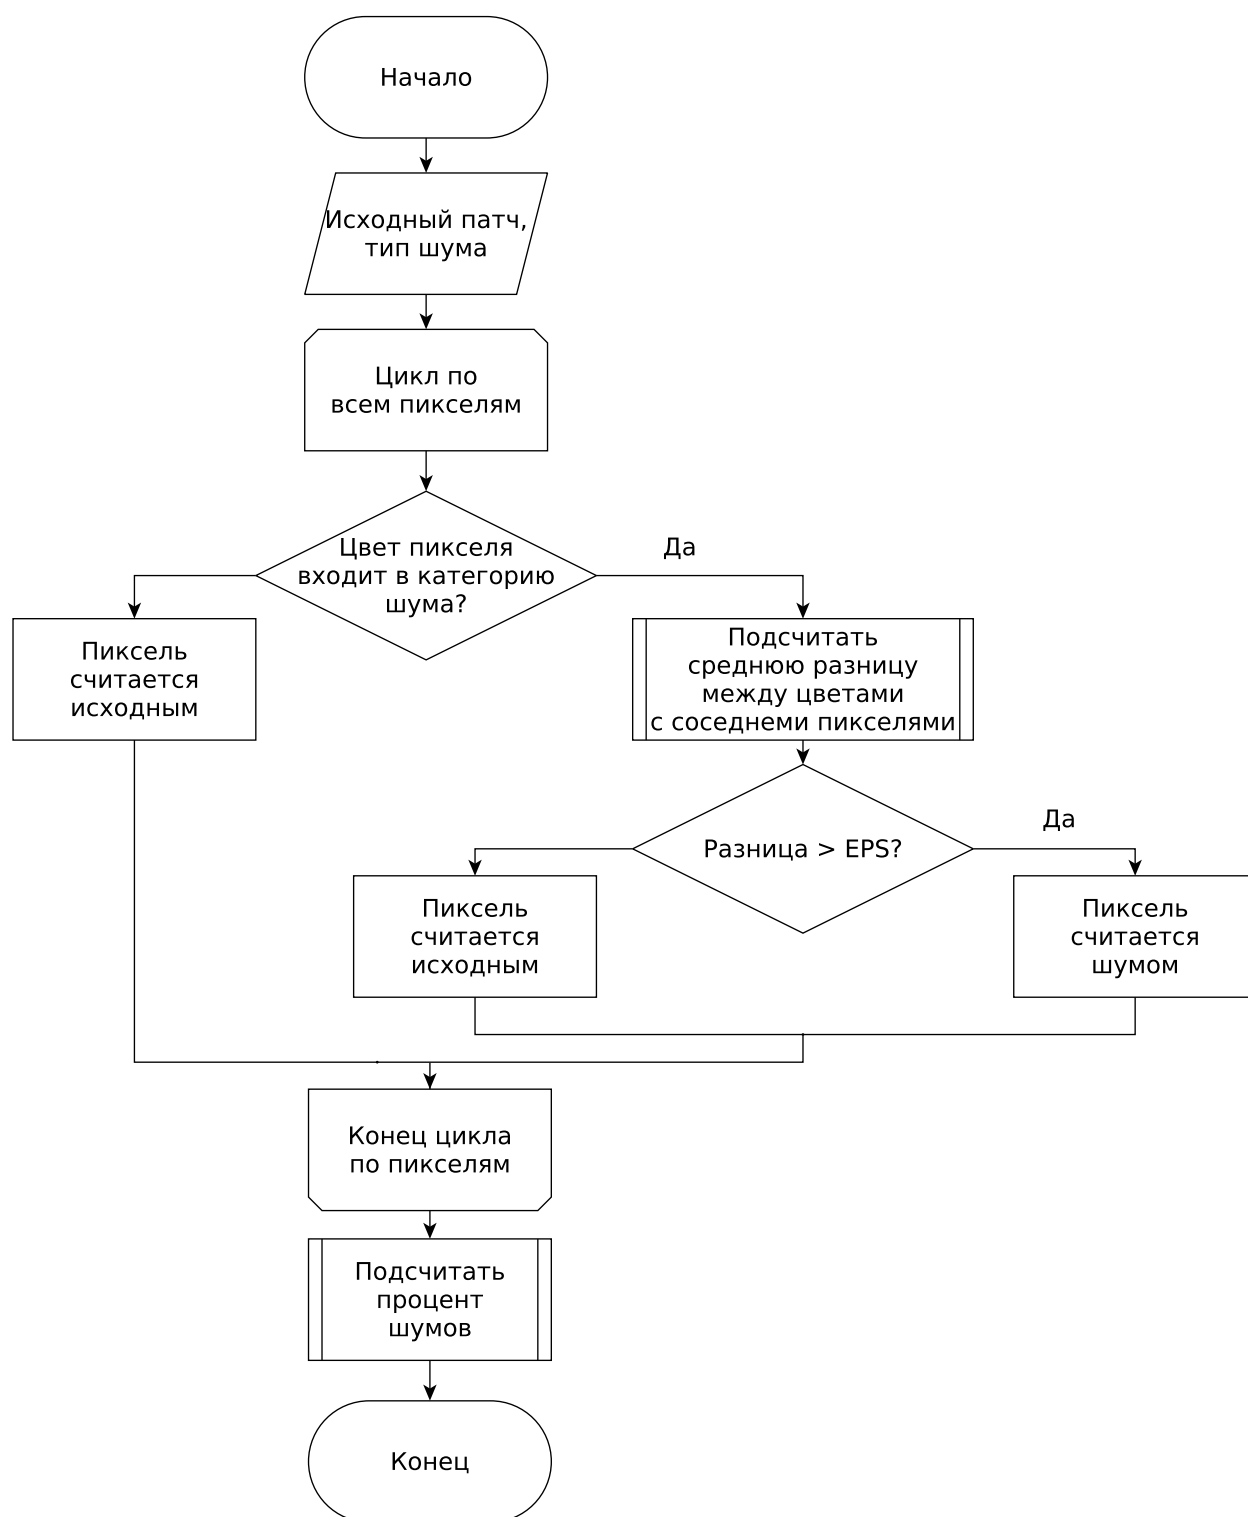 Начало
Исходный патч,
тип шума
Цикл по
всем пикселям
Цвет пикселя
входит в категорию
шума?
Да
Пиксель
считается
исходным
Подсчитать
среднюю разницу
между цветами
с соседнеми пикселями
Разница > EPS?
Да
Пиксель
считается
исходным
Пиксель
считается
шумом
Конец цикла
по пикселям
Подсчитать
процент
шумов
Конец